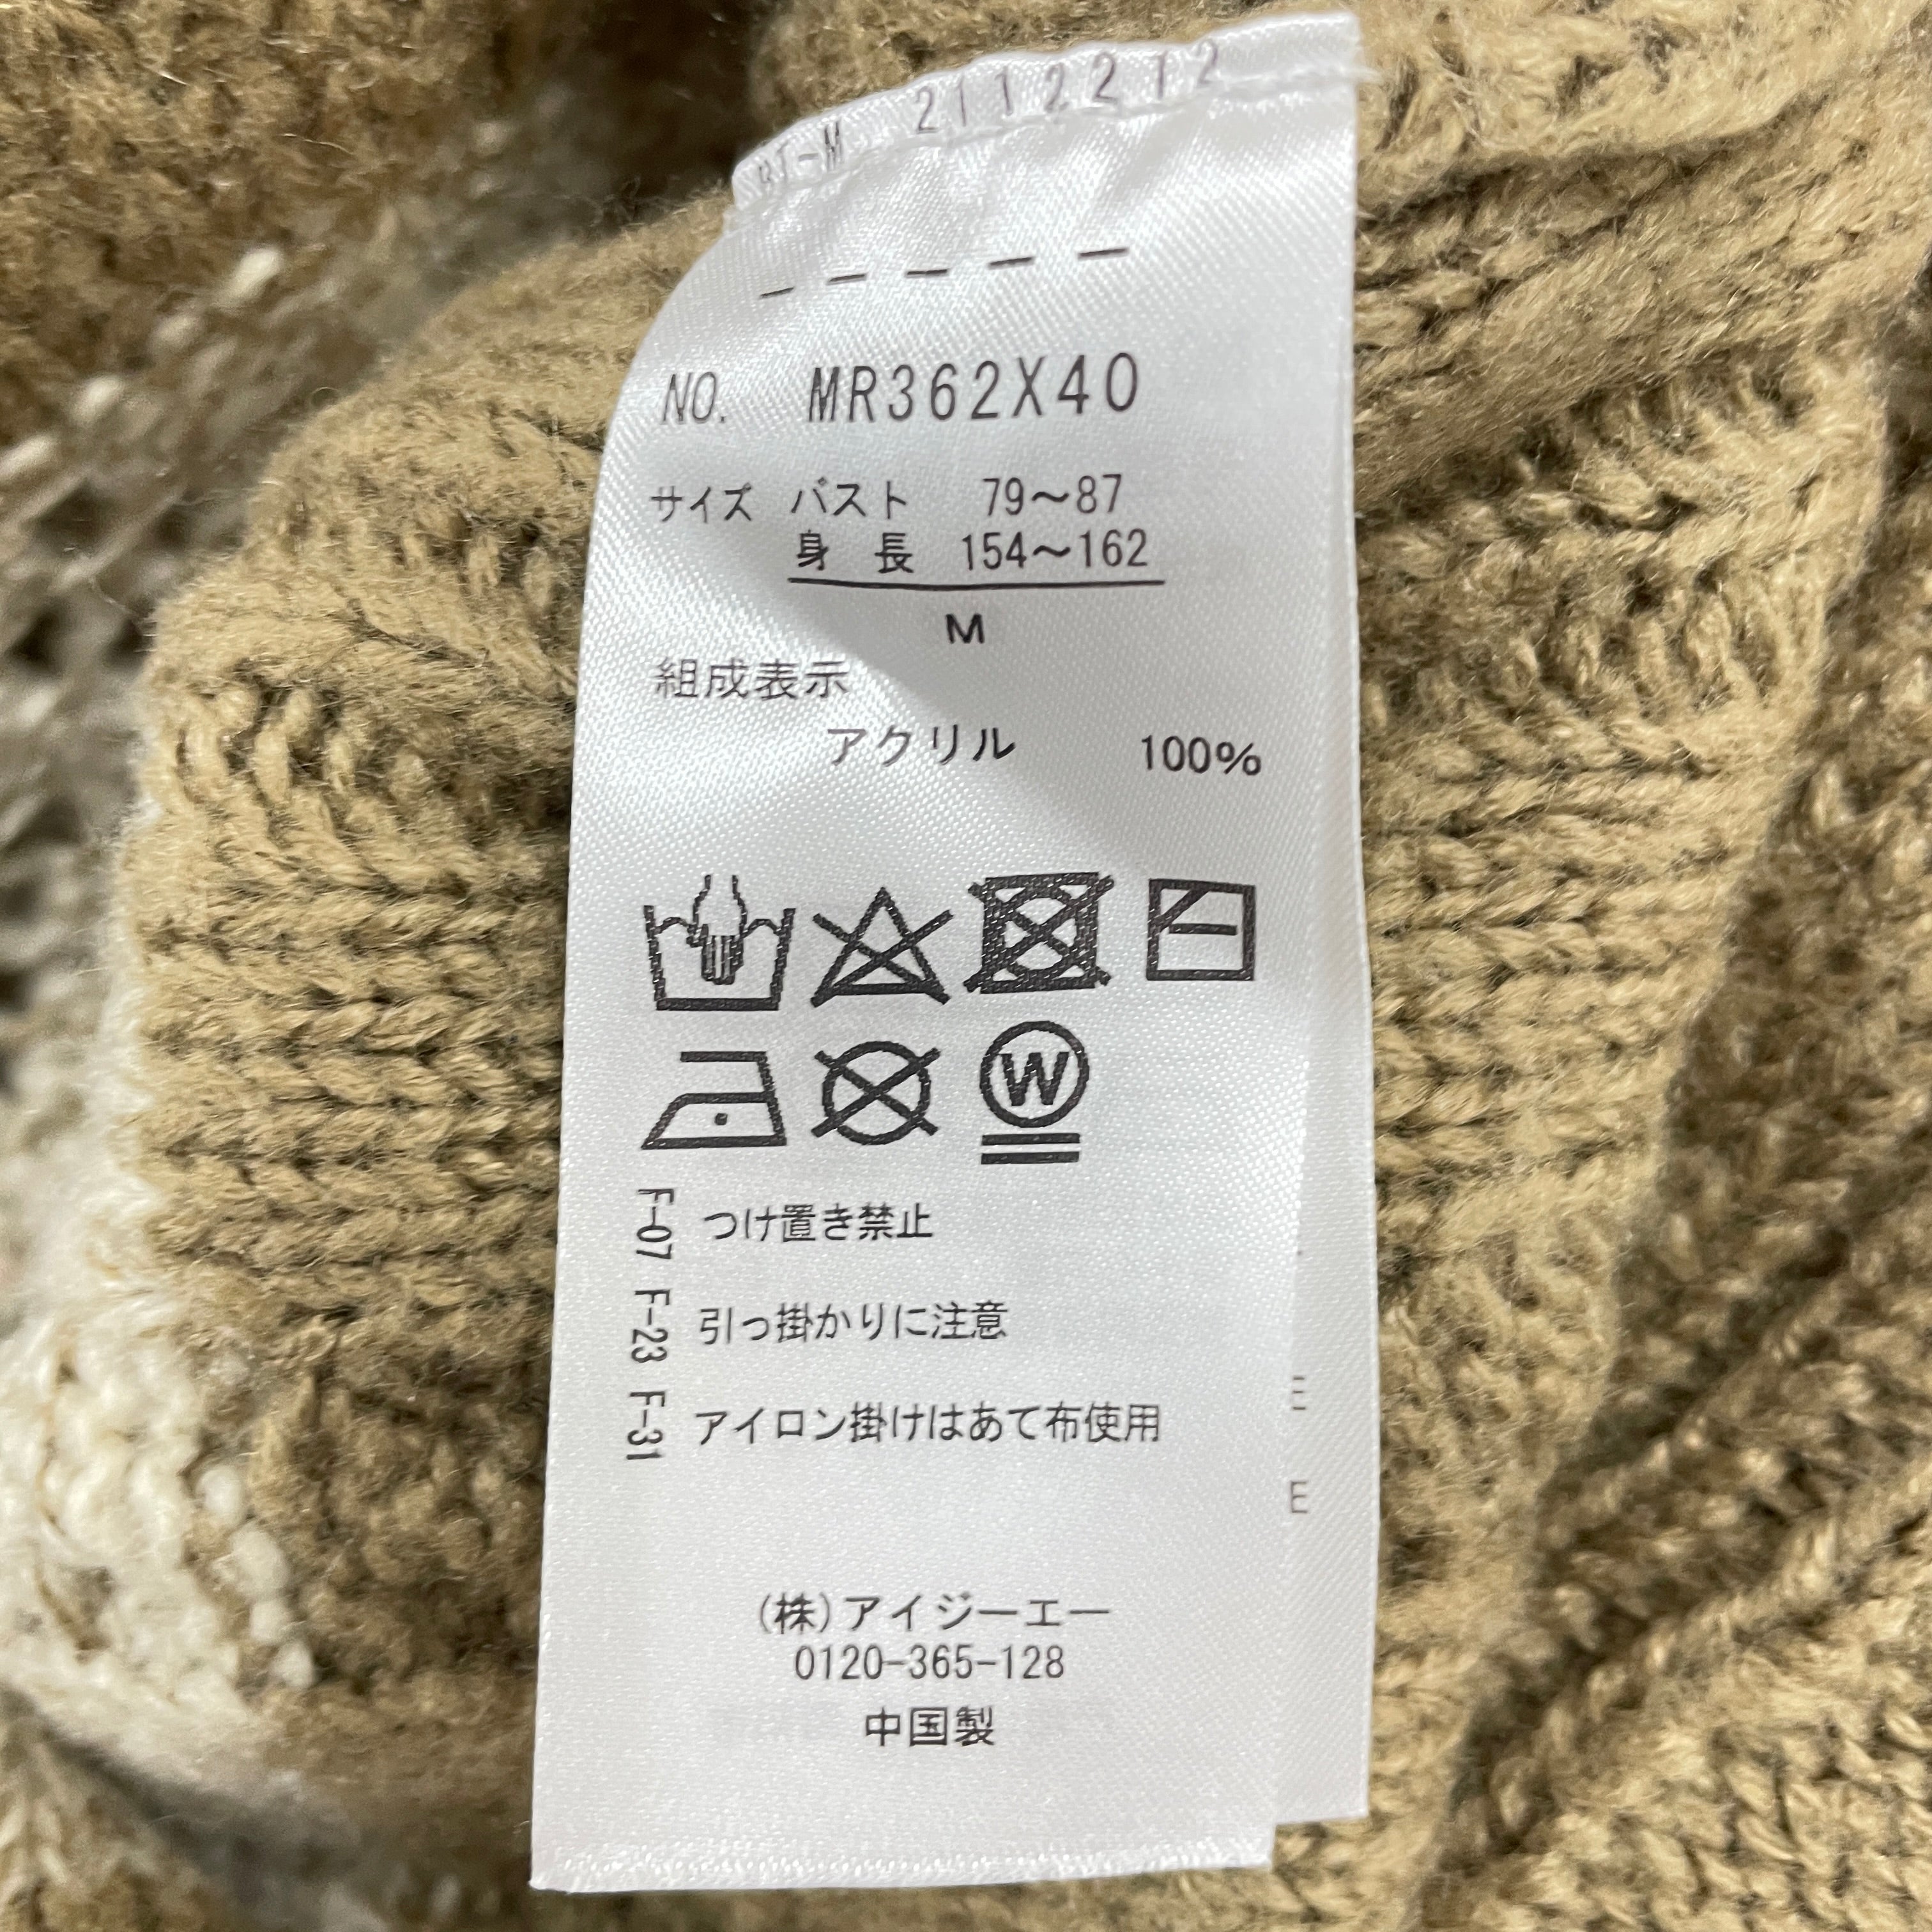 RT-M 2112212
NO. MR362X40
サイズ バスト 79～87
身 長 154～162
M
組成表示
アクリル 100%
W
F-07 つけ置き禁止
F-23 引っ掛かりに注意
F-31 アイロン掛けはあて布使用
E
E
(株)アイジーエー
0120-365-128
中国製